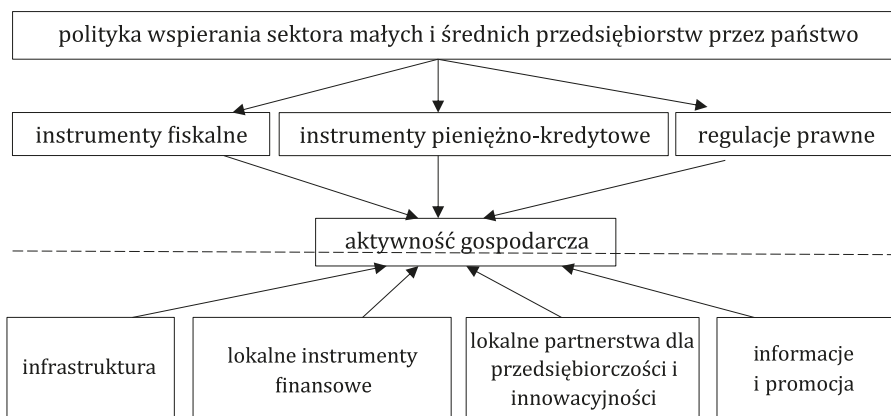 polityka wspierania sektora małych i średnich przedsiębiorstw przez państwo
instrumenty fiskalne
instrumenty pieniężno-kredytowe
regulacje prawne
aktywność gospodarcza
infrastruktura
lokalne instrumenty
finansowe
lokalne partnerstwa dla
przedsiębiorczości i
innowacyjności
informacje
i promocja